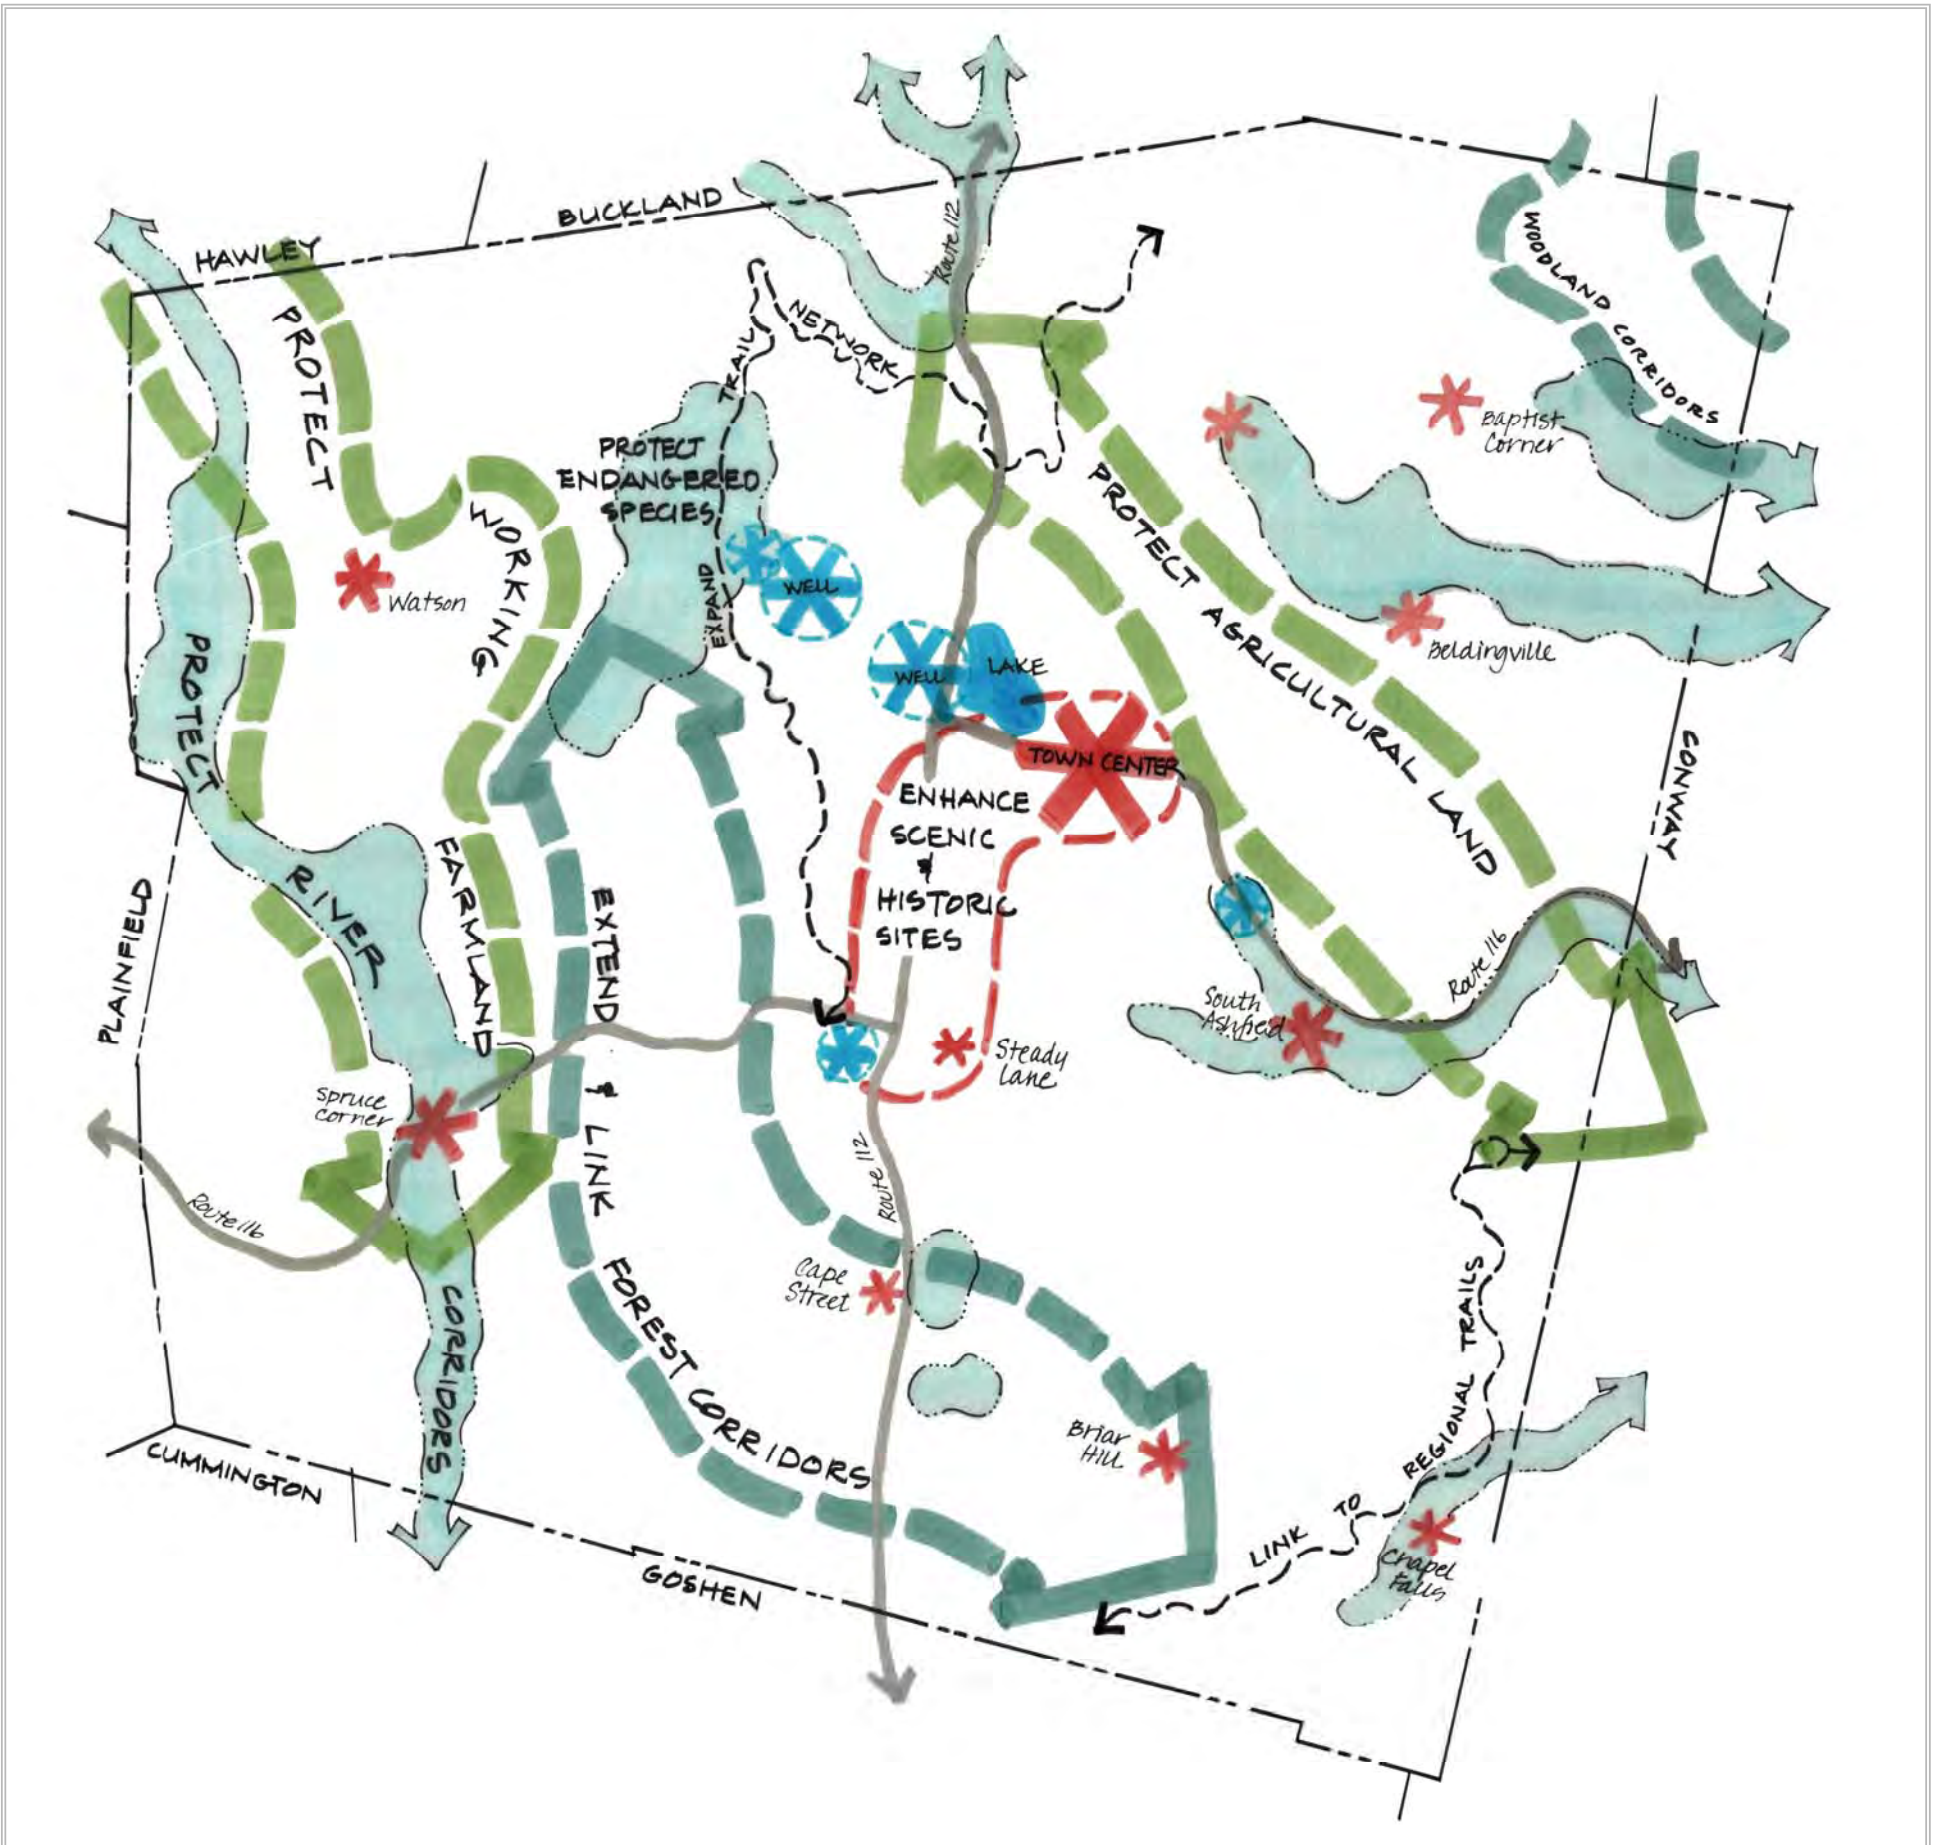 HAWLEY
BUCKLAND
Route 112
WOODLAND CORRIDORS
PROTECT
WORKING
FARMLAND
EXPAND
TRAIL
NETWORK
PROTECT
ENDANGERED
SPECIES
Baptist
Corner
PROTECT AGRICULTURAL LAND
Watson
WELL
WELL
LAKE
Beldingville
TOWN CENTER
CONWAY
PROTECT
RIVER
CORRIDORS
ENHANCE
SCENIC
&
HISTORIC
SITES
PLAINFIELD
EXTEND
& LINK
FOREST CORRIDORS
Route 116
South
Ashfield
Steady
Lane
Spruce
Corner
Route 116
Route 112
Cape
Street
Briar
Hill
LINK TO
REGIONAL TRAILS
Chapel
Falls
CUMMINGTON
GOSHEN